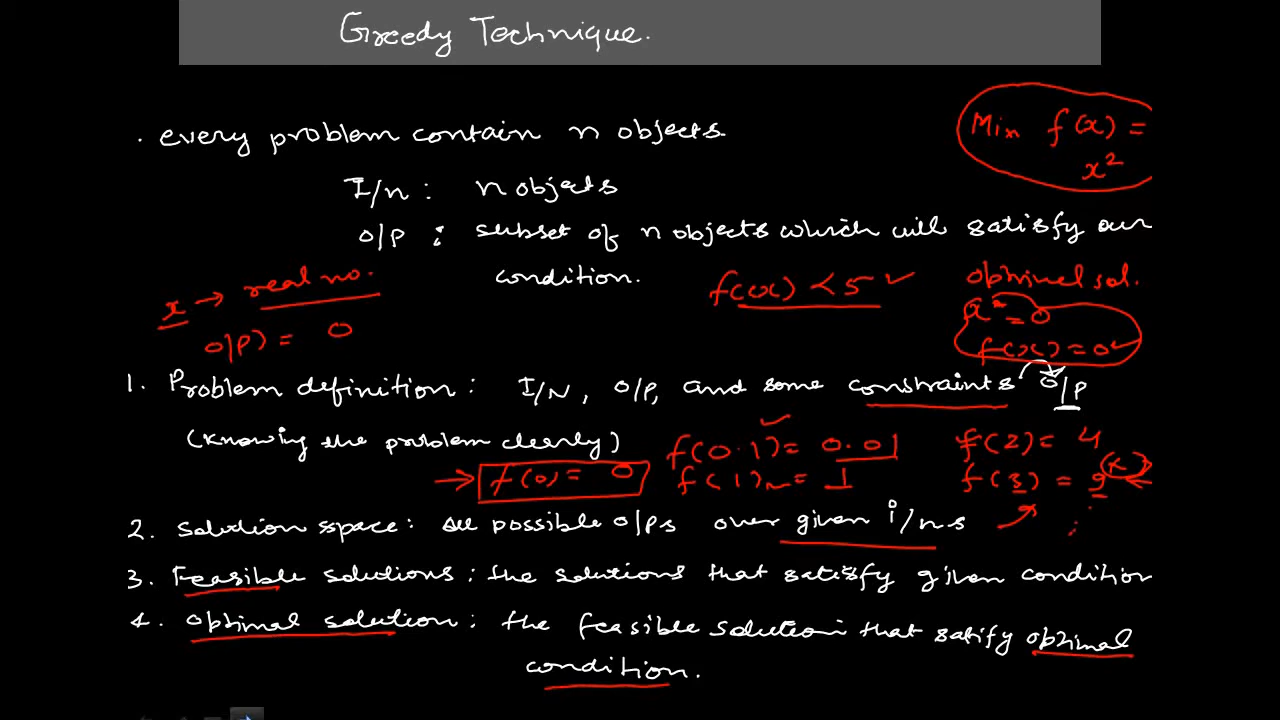 Greedy Technique.
. every problem contain n objects.
Min f(x) =
x²
I/n : n objects
O/P : subset of n objects which will satisfy our
condition.
x → real no.
O/P) = 0
f(x) < 5 ✓
optimal sol.
x* = 0
f(x) = 0 ✓
1. Problem definition : I/N, O/P, and some constraints O/P
(knowing the problem clearly)
f(0.1) = 0.01
f(2) = 4
→ f(0) = 0
f(1) = 1
f(3) = 9 (x)
2. Solution space : all possible O/Ps over given i/ns
3. Feasible solutions : the solutions that satisfy given condition
4. Optimal solution : the feasible solution that satify optimal
condition.